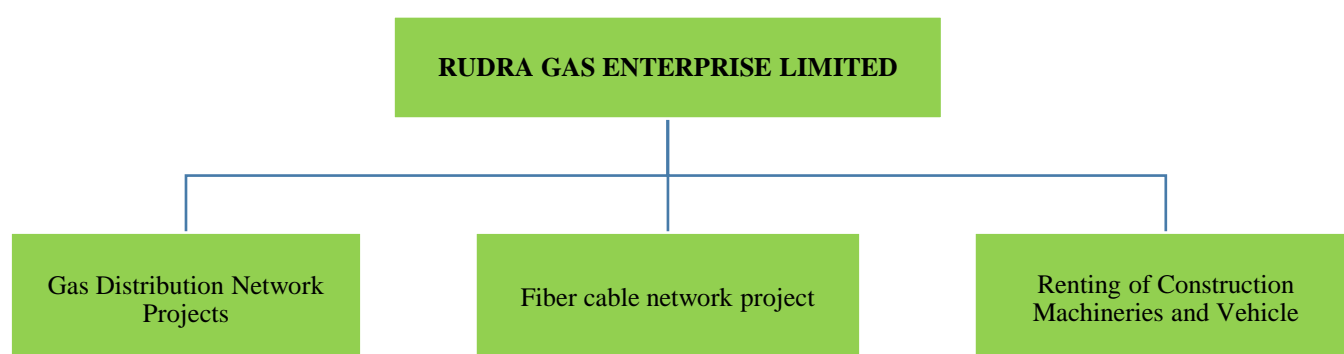 RUDRA GAS ENTERPRISE LIMITED
Gas Distribution Network
Projects
Fiber cable network project
Renting of Construction
Machineries and Vehicle